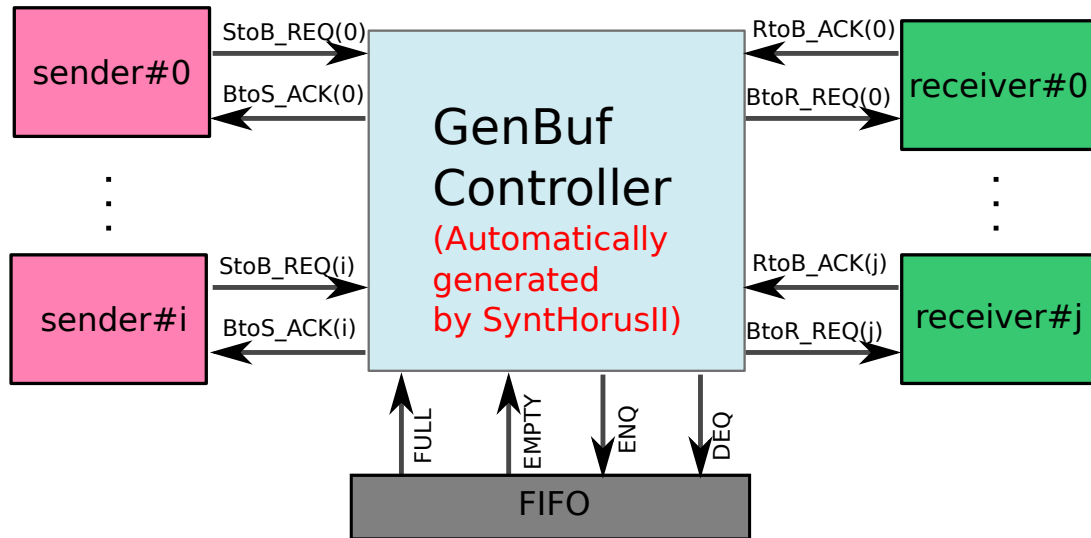 StoB_REQ(0)
sender#0
BtoS_ACK(0)
StoB_REQ(i)
sender#i
BtoS_ACK(i)
GenBuf
Controller
(Automatically
generated
by SyntHorusII)
RtoB_ACK(0)
receiver#0
BtoR_REQ(0)
RtoB_ACK(j)
receiver#j
BtoR_REQ(j)
FULL
EMPTY
ENQ
DEQ
FIFO